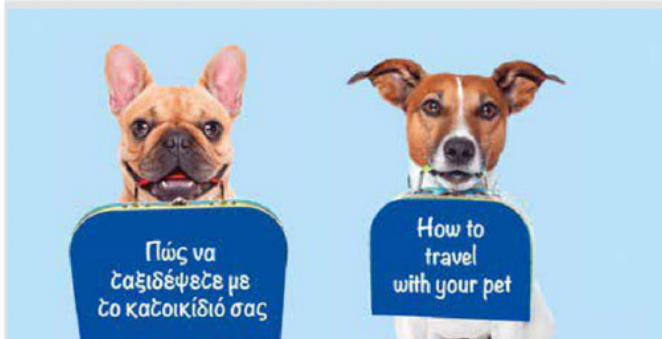 Πώς να
ταξιδέψετε με
το κατοικίδιό σας
How to
travel
with your pet